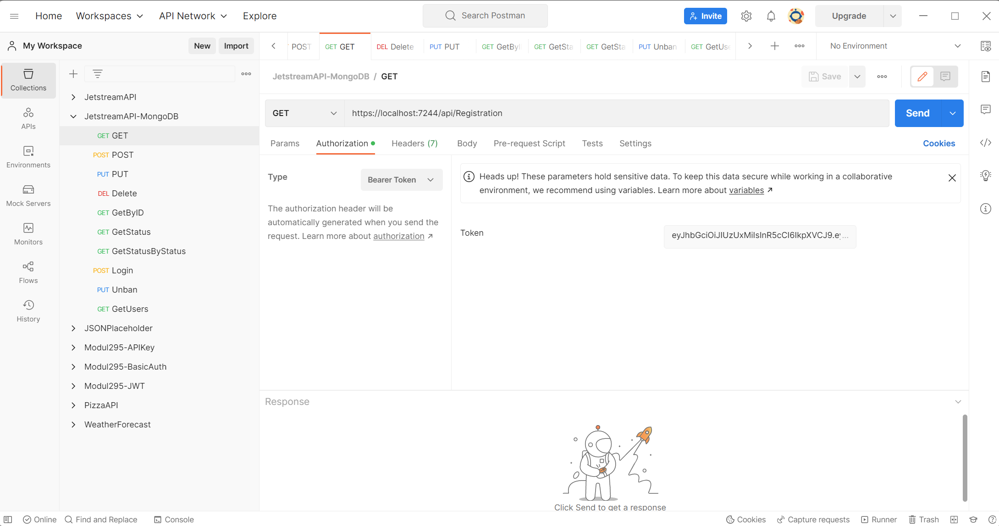 Home
Workspaces
API Network
Explore
Search Postman
Invite
Upgrade
My Workspace
New
Import
POST
GET GET
DEL Delete
PUT PUT
GET GetByI
GET GetSta
GET GetSta
PUT Unban
GET GetUse
No Environment
Collections
APIs
Environments
Mock Servers
Monitors
Flows
History
JetstreamAPI
JetstreamAPI-MongoDB
GET GET
POST POST
PUT PUT
DEL Delete
GET GetByID
GET GetStatus
GET GetStatusByStatus
POST Login
PUT Unban
GET GetUsers
JSONPlaceholder
Modul295-APIKey
Modul295-BasicAuth
Modul295-JWT
PizzaAPI
WeatherForecast
JetstreamAPI-MongoDB / GET
Save
GET
https://localhost:7244/api/Registration
Send
Params
Authorization
Headers (7)
Body
Pre-request Script
Tests
Settings
Cookies
Type
Bearer Token
The authorization header will be
automatically generated when you send the
request. Learn more about authorization ↗
Heads up! These parameters hold sensitive data. To keep this data secure while working in a collaborative
environment, we recommend using variables. Learn more about variables ↗
Token
eyJhbGciOiJIUzUxMiIsInR5cCI6IkpXVCJ9.ey...
Response
Click Send to get a response
Online
Find and Replace
Console
Cookies
Capture requests
Runner
Trash